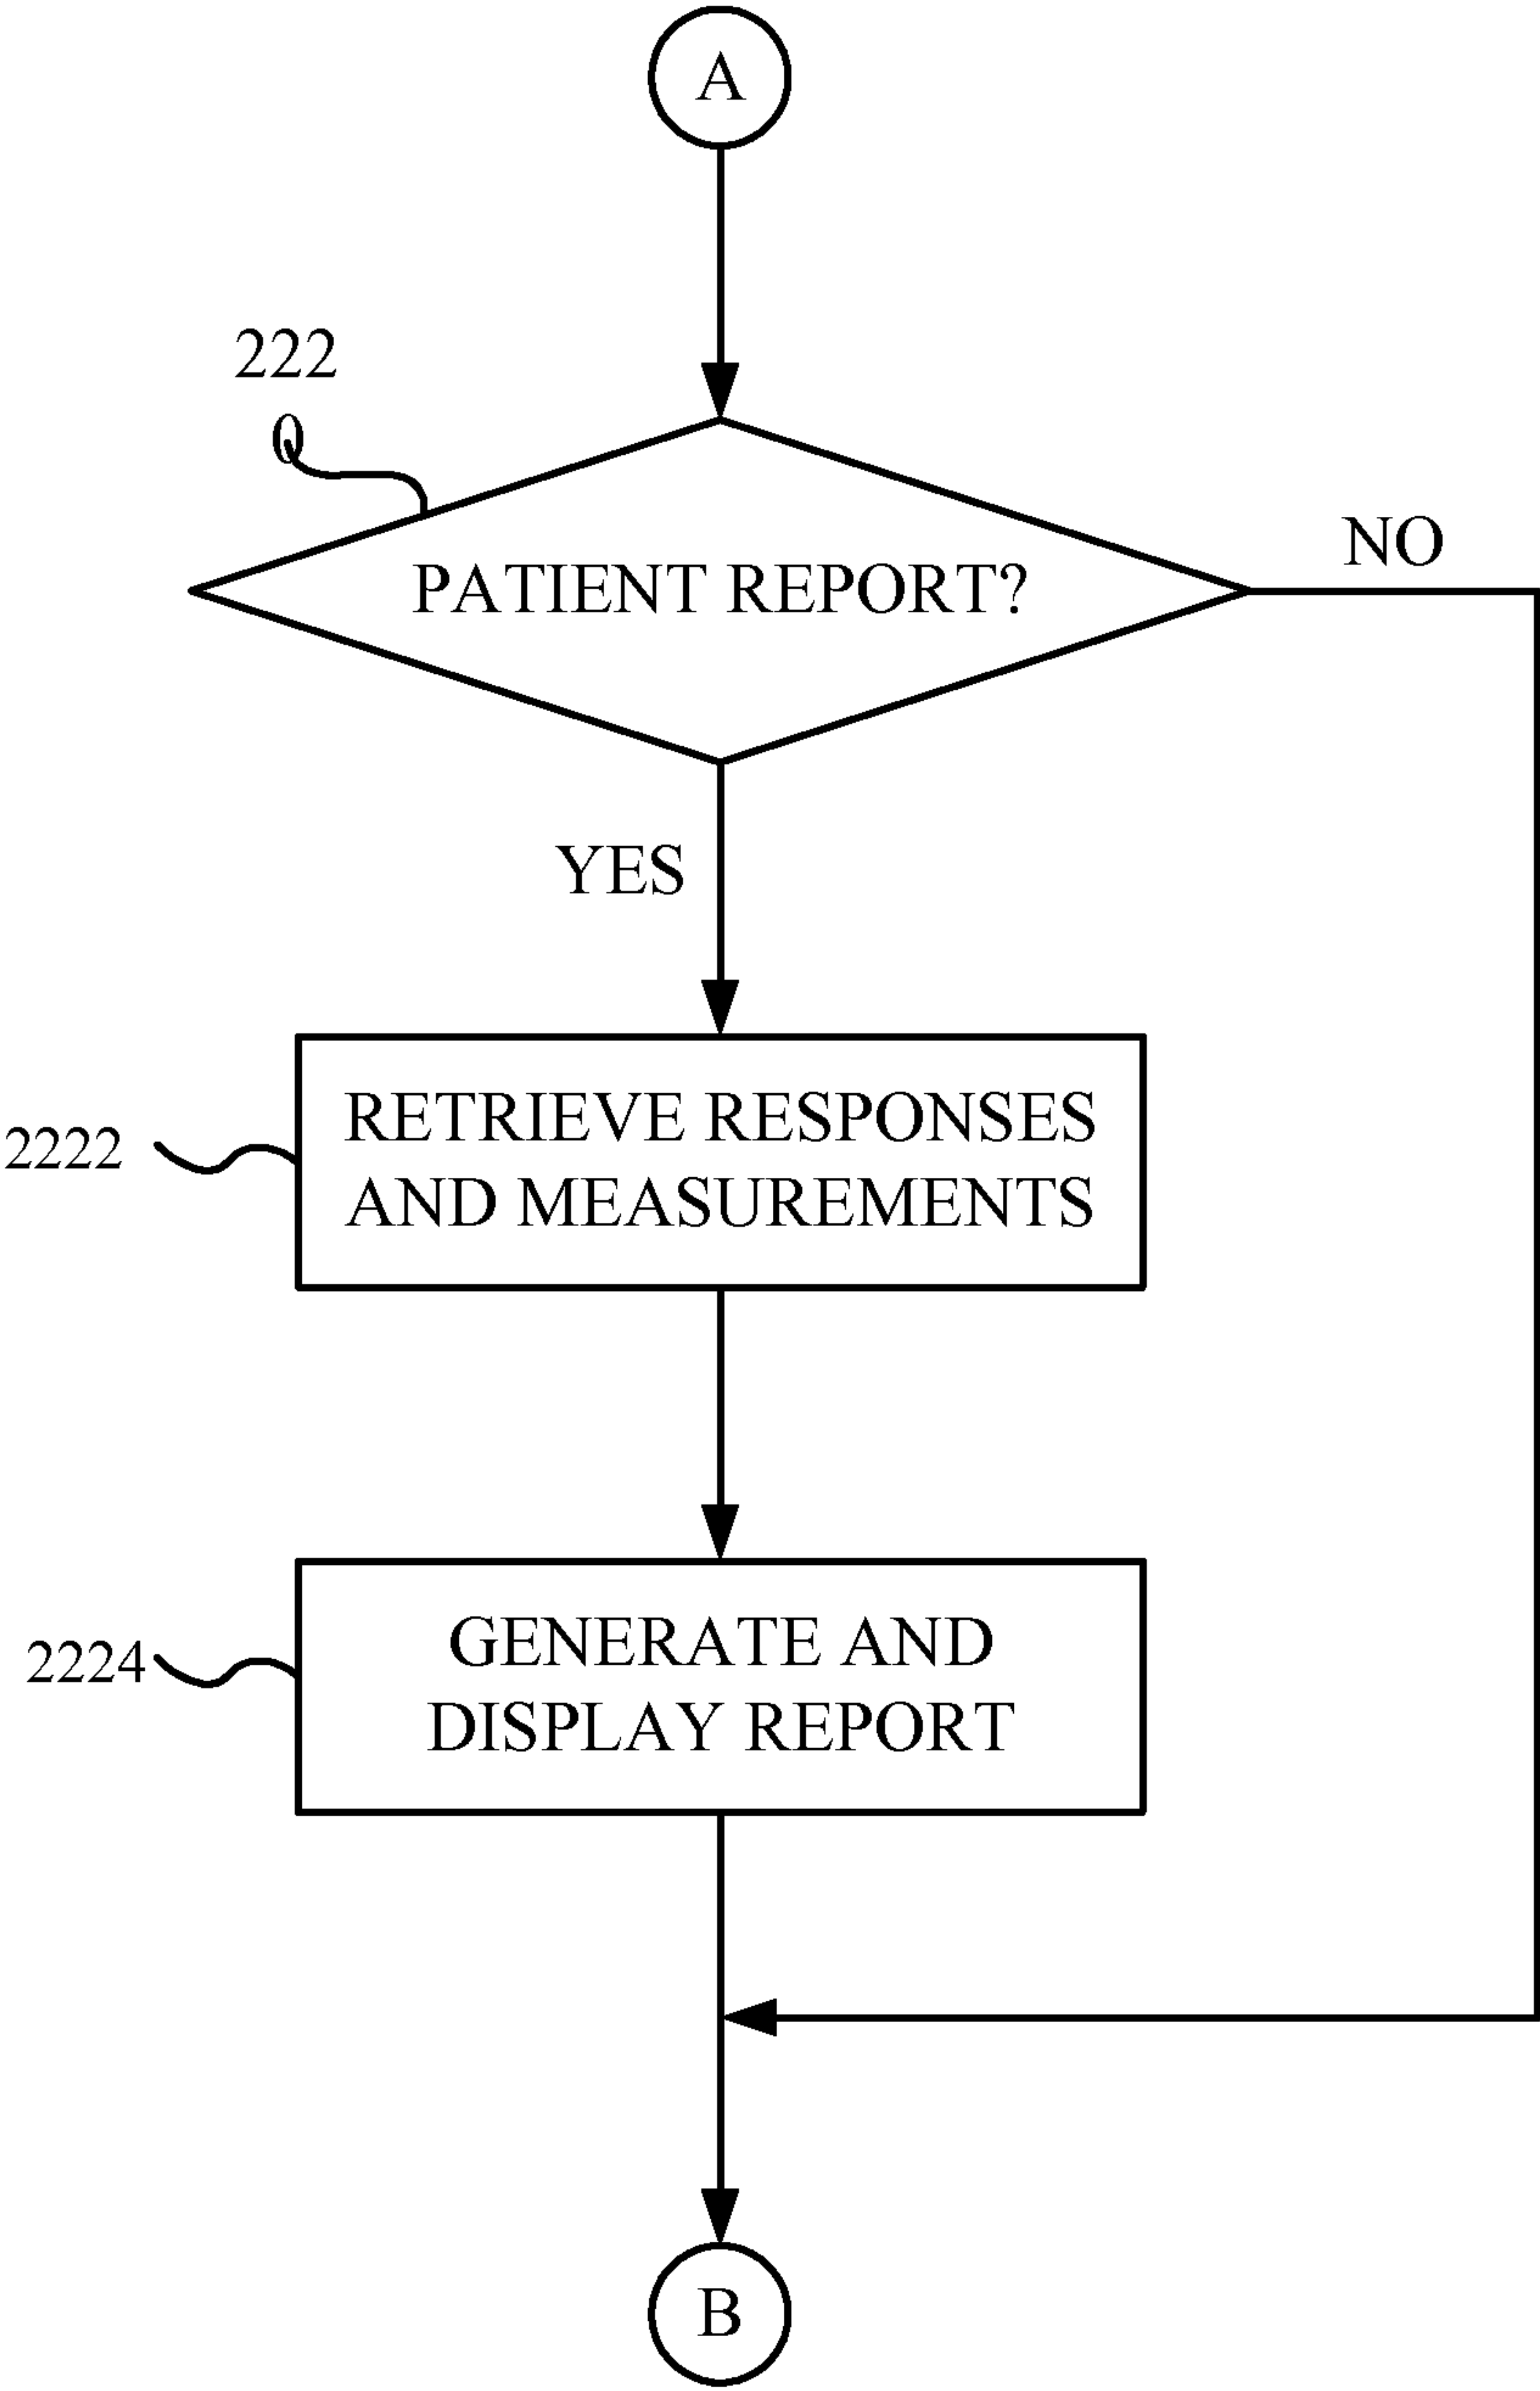 A
222
0
PATIENT REPORT?
NO
YES
RETRIEVE RESPONSES
AND MEASUREMENTS
2222
GENERATE AND
DISPLAY REPORT
2224
B